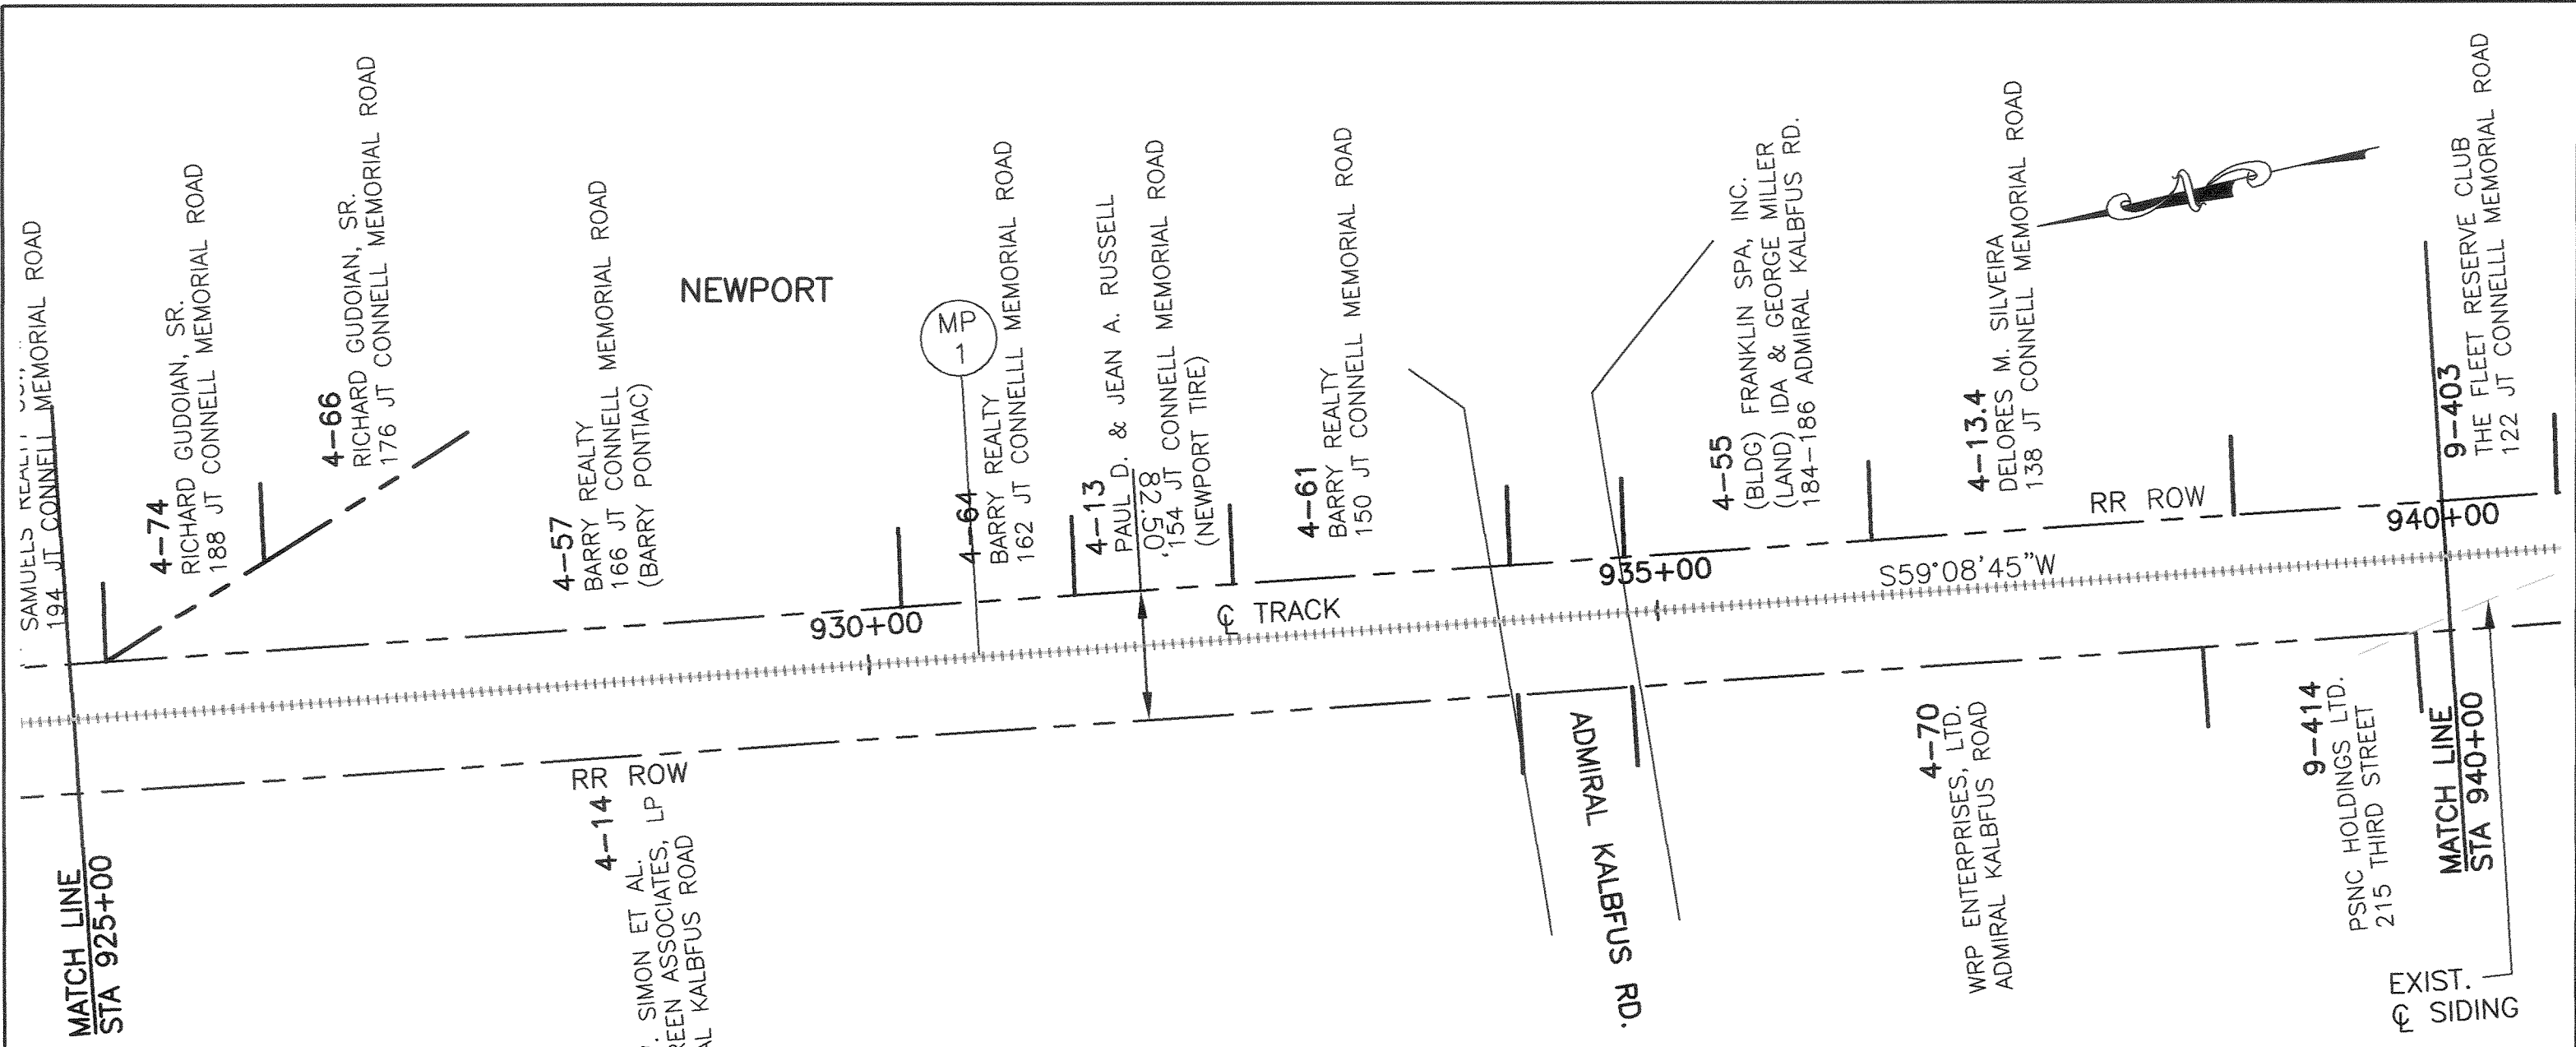 SAMUELS REALTY
194 JT CONNELL MEMORIAL ROAD
4-74
RICHARD GUDOIAN, SR.
188 JT CONNELL MEMORIAL ROAD
4-66
RICHARD GUDOIAN, SR.
176 JT CONNELL MEMORIAL ROAD
4-57
BARRY REALTY
166 JT CONNELL MEMORIAL ROAD
(BARRY PONTIAC)
NEWPORT
MP
1
4-64
BARRY REALTY
162 JT CONNELLL MEMORIAL ROAD
4-13
PAUL D. & JEAN A. RUSSELL
154 JT CONNELL MEMORIAL ROAD
(NEWPORT TIRE)
82.50'
4-61
BARRY REALTY
150 JT CONNELL MEMORIAL ROAD
4-55
(BLDG) FRANKLIN SPA, INC.
(LAND) IDA & GEORGE MILLER
184-186 ADMIRAL KALBFUS RD.
4-13.4
DELORES M. SILVEIRA
138 JT CONNELL MEMORIAL ROAD
N
9-403
THE FLEET RESERVE CLUB
122 JT CONNELLL MEMORIAL ROAD
RR ROW
930+00
℄ TRACK
935+00
S59°08'45"W
940+00
MATCH LINE
STA 925+00
RR ROW
4-14
SIMON ET AL.
REEN ASSOCIATES, LP
AL KALBFUS ROAD
ADMIRAL KALBFUS RD.
4-70
WRP ENTERPRISES, LTD.
ADMIRAL KALBFUS ROAD
9-414
PSNC HOLDINGS LTD.
215 THIRD STREET
MATCH LINE
STA 940+00
EXIST.
℄ SIDING